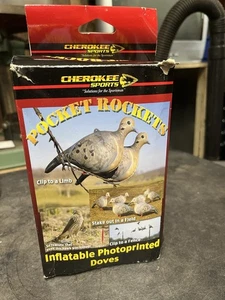 CHEROKEE
SPORTS
CHEROKEE
SPORTS
"Solutions for the Sportsman"
POCKET ROCKETS
Clip to a Limb
Stake out in a Field
Clip to a Fence
Inflatable Photoprinted
Doves